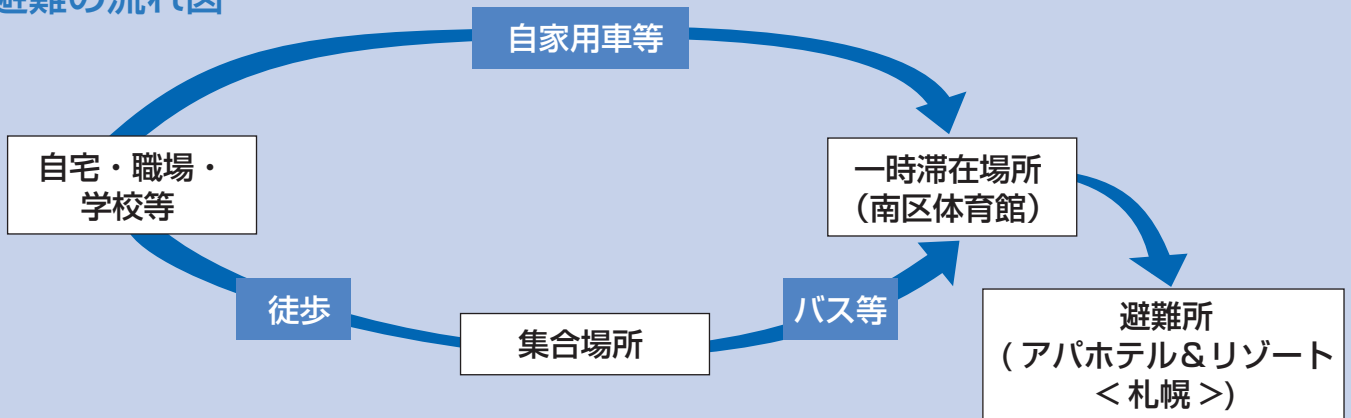 避難の流れ図
自家用車等
自宅・職場・
学校等
一時滞在場所
（南区体育館）
徒歩
バス等
集合場所
避難所
( アパホテル＆リゾート
＜ 札幌 ＞)